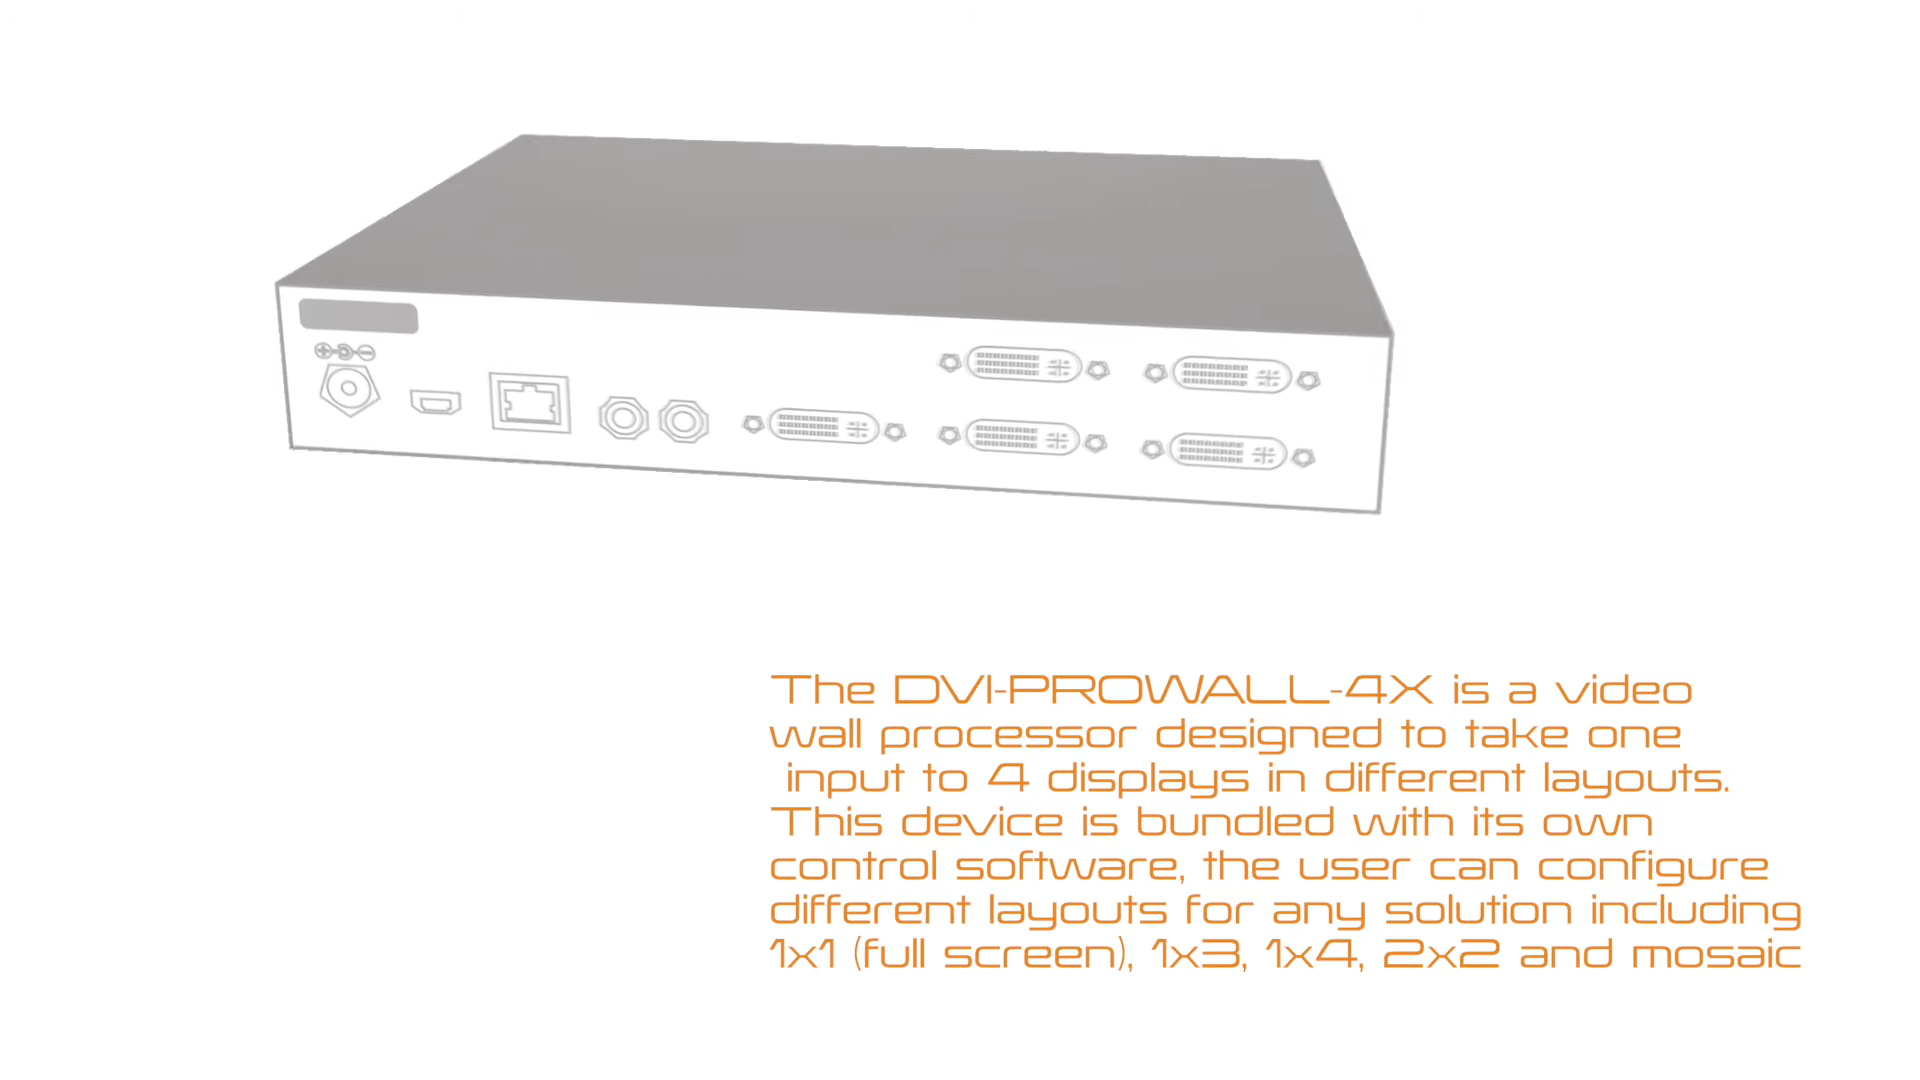 The DVI-PROWALL-4X is a video
wall processor designed to take one
input to 4 displays in different layouts.
This device is bundled with its own
control software, the user can configure
different layouts for any solution including
1x1 (full screen), 1x3, 1x4, 2x2 and mosaic